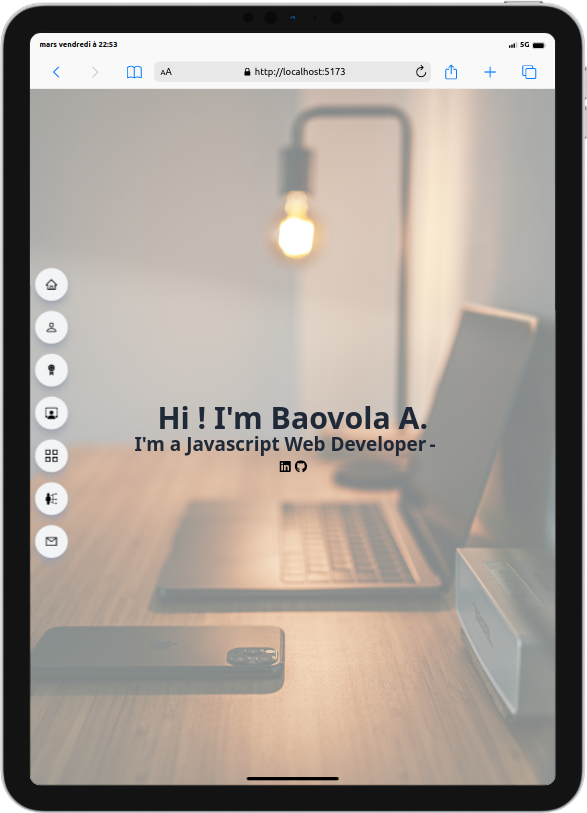 mars vendredi à 22:53
5G
AA
http://localhost:5173
Hi ! I'm Baovola A.
I'm a Javascript Web Developer -